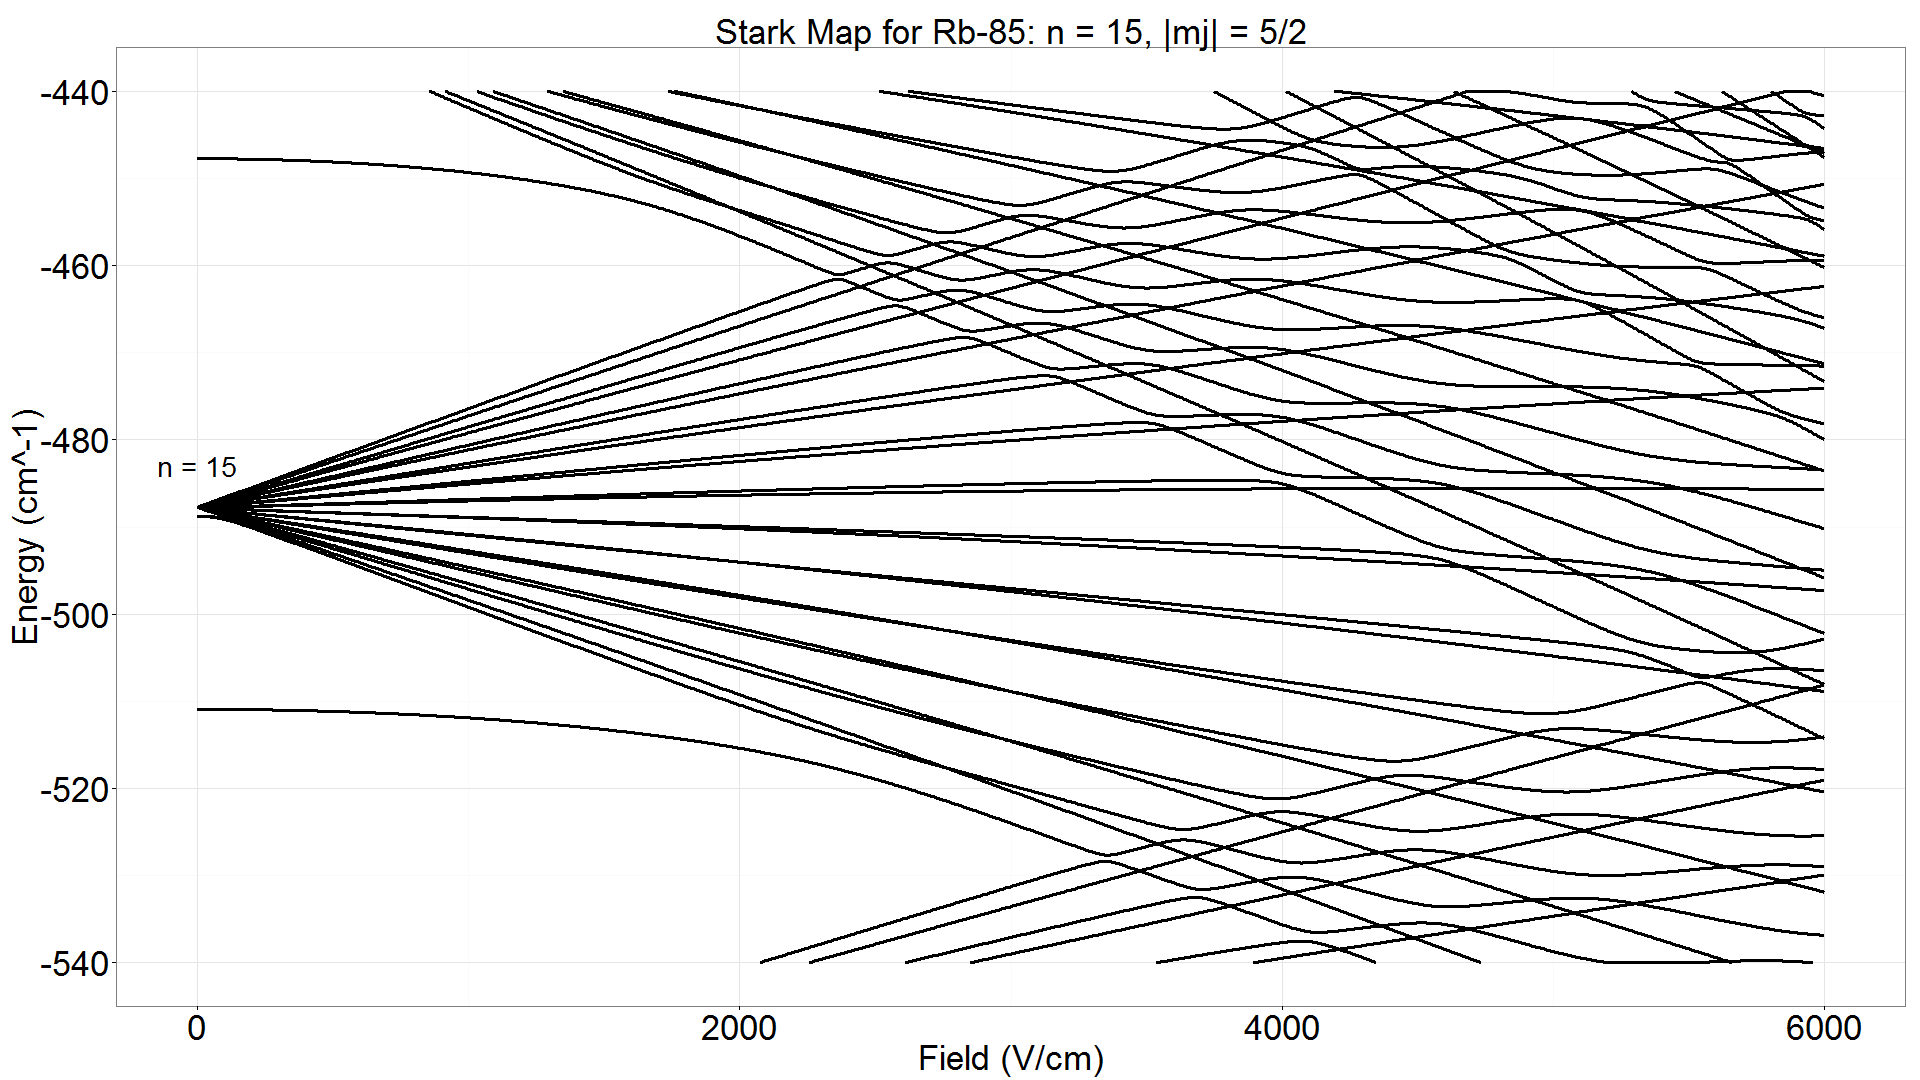 Stark Map for Rb-85: n = 15, |mj| = 5/2
-440
-460
-480
-500
-520
-540
Energy (cm^-1)
n = 15
0
2000
4000
6000
Field (V/cm)